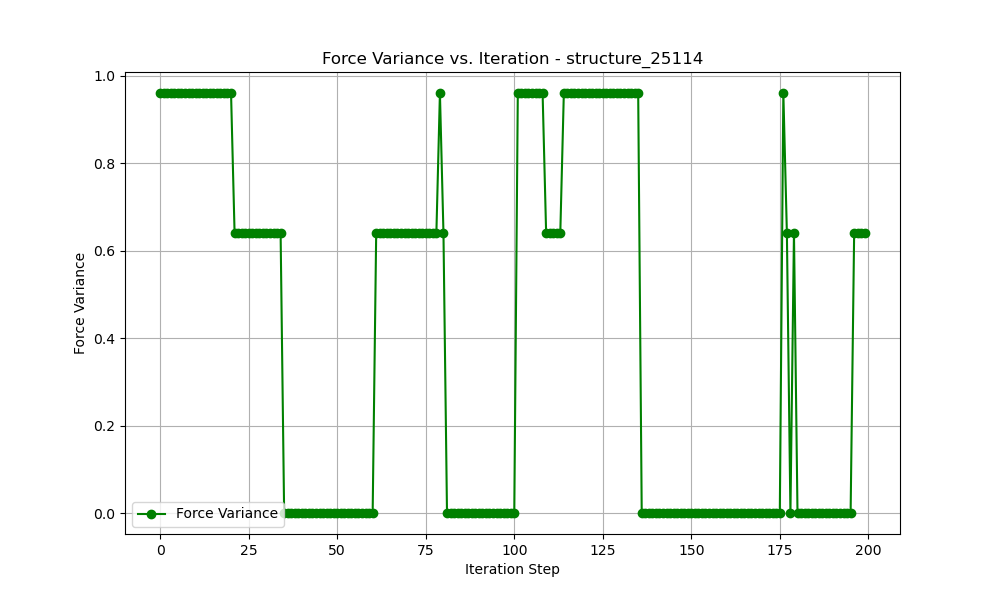 Force Variance vs. Iteration - structure_25114
Force Variance
1.0
0.8
0.6
0.4
0.2
0.0
Force Variance
0 25 50 75 100 125 150 175 200
Iteration Step